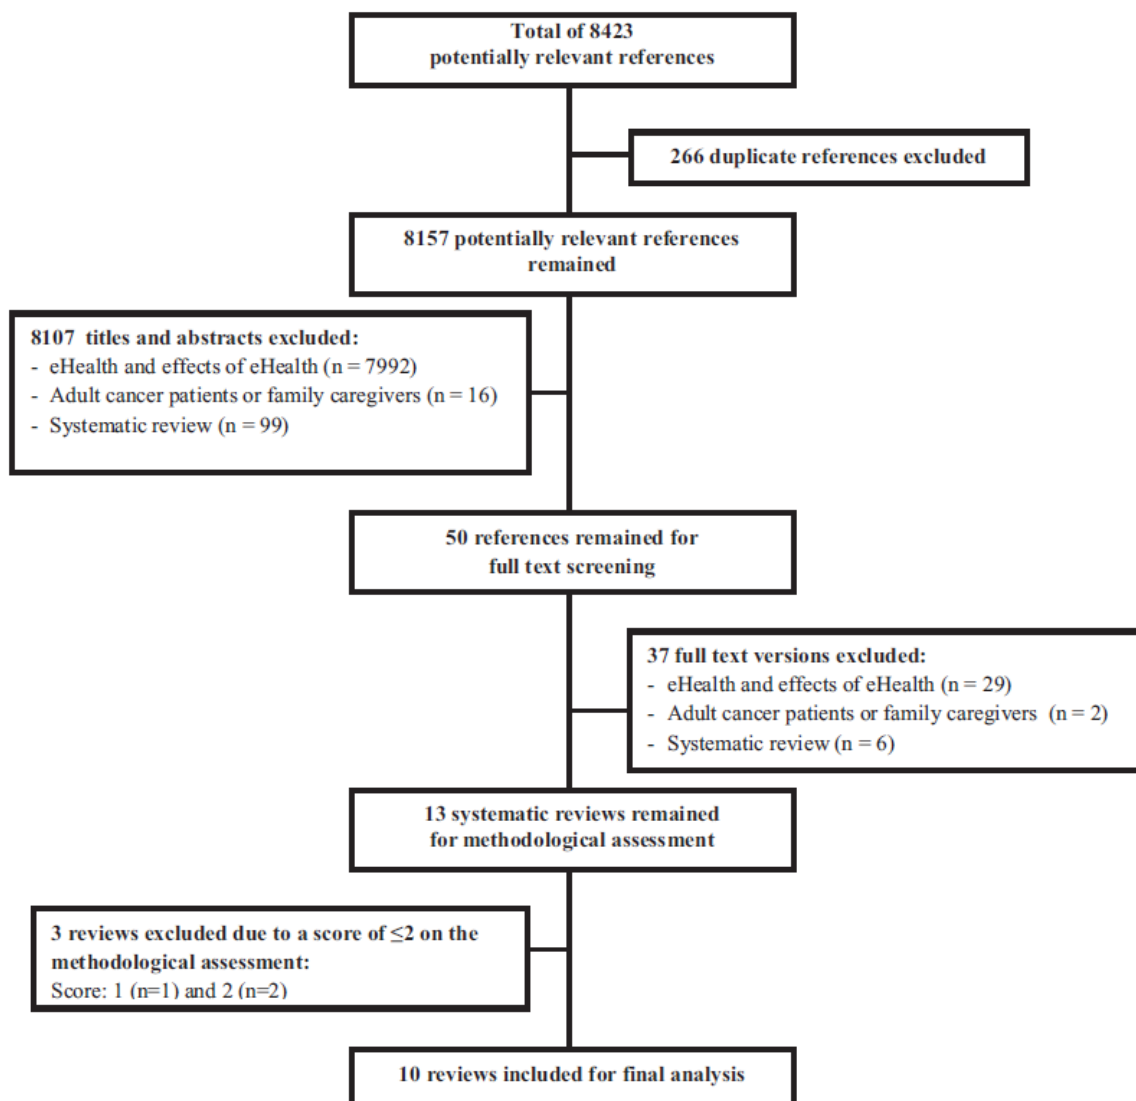 Total of 8423
potentially relevant references
266 duplicate references excluded
8157 potentially relevant references
remained
8107 titles and abstracts excluded:
- eHealth and effects of eHealth (n = 7992)
- Adult cancer patients or family caregivers (n = 16)
- Systematic review (n = 99)
50 references remained for
full text screening
37 full text versions excluded:
- eHealth and effects of eHealth (n = 29)
- Adult cancer patients or family caregivers (n = 2)
- Systematic review (n = 6)
13 systematic reviews remained
for methodological assessment
3 reviews excluded due to a score of ≤2 on the
methodological assessment:
Score: 1 (n=1) and 2 (n=2)
10 reviews included for final analysis